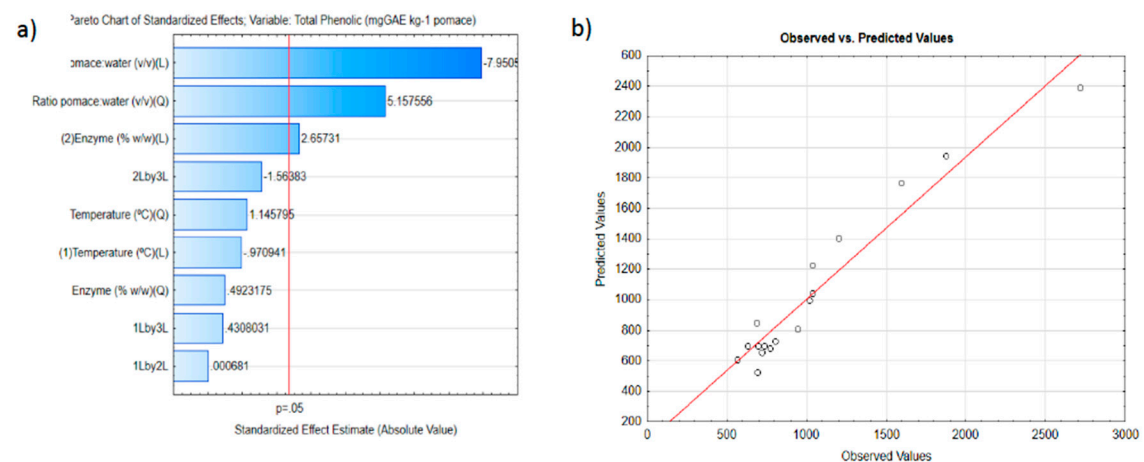 a)
Pareto Chart of Standardized Effects; Variable: Total Phenolic (mgGAE kg-1 pomace)
pomace:water (v/v)(L)
-7.9505
Ratio pomace:water (v/v)(Q)
5.157556
(2)Enzyme (% w/w)(L)
2.65731
2Lby3L
-1.56383
Temperature (ºC)(Q)
1.145795
(1)Temperature (ºC)(L)
-.970941
Enzyme (% w/w)(Q)
.4923175
1Lby3L
.4308031
1Lby2L
.000681
p=.05
Standardized Effect Estimate (Absolute Value)
b)
Observed vs. Predicted Values
600
2400
2200
2000
1800
1600
1400
1200
1000
800
600
400
200
0
500
1000
1500
2000
2500
3000
Predicted Values
Observed Values